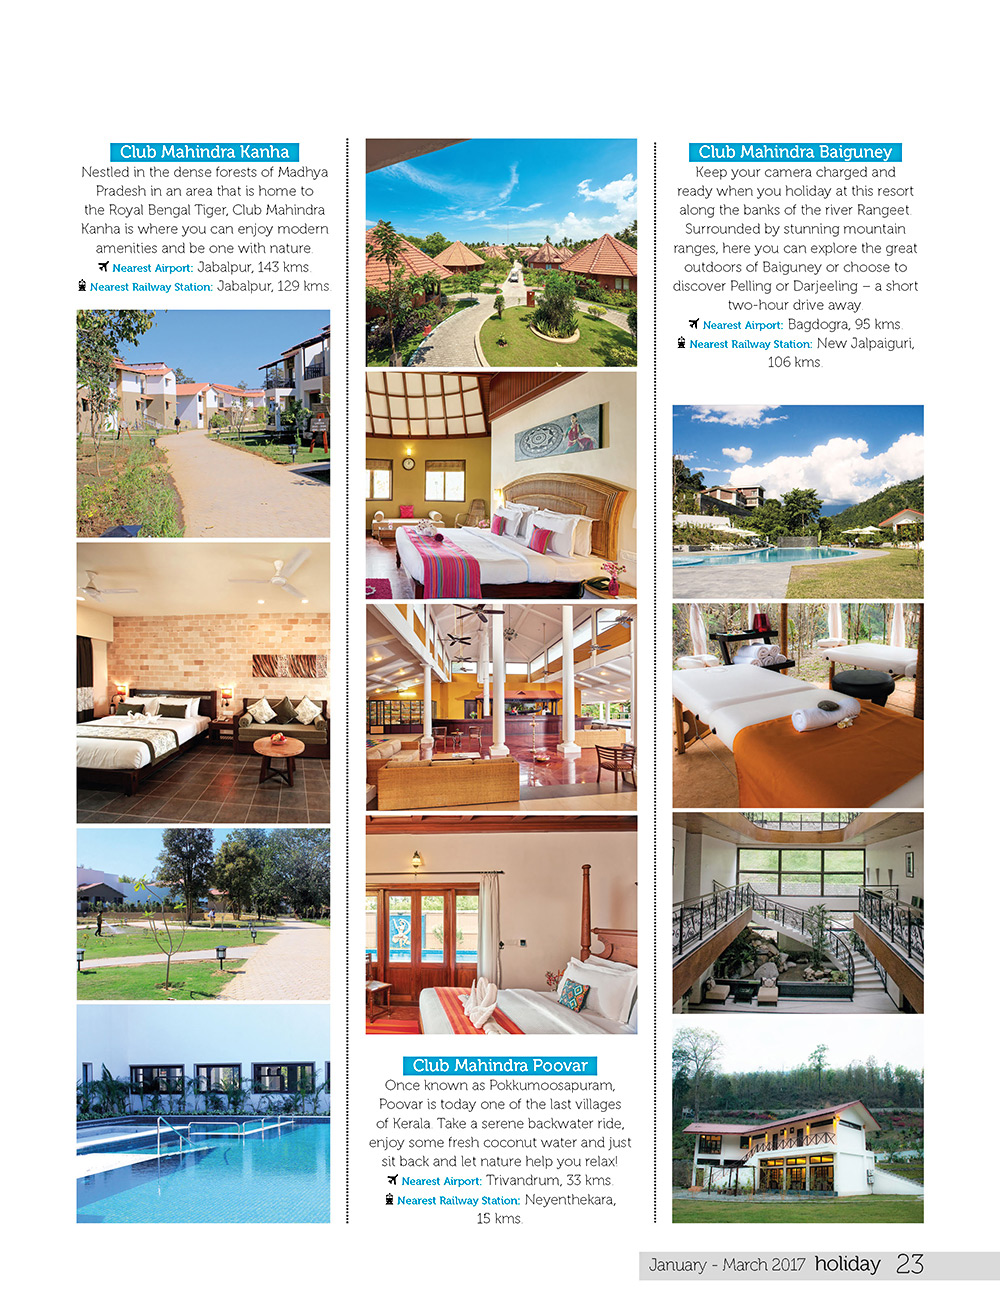 Club Mahindra Kanha
Nestled in the dense forests of Madhya
Pradesh in an area that is home to
the Royal Bengal Tiger, Club Mahindra
Kanha is where you can enjoy modern
amenities and be one with nature.
Nearest Airport: Jabalpur, 143 kms.
Nearest Railway Station: Jabalpur, 129 kms
Club Mahindra Poovar
Once known as Pokkumoosapuram,
Poovar is today one of the last villages
of Kerala. Take a serene backwater ride,
enjoy some fresh coconut water and just
sit back and let nature help you relax!
Nearest Airport: Trivandrum, 33 kms.
Nearest Railway Station: Neyenthekara,
15 kms.
Club Mahindra Baiguney
Keep your camera charged and
ready when you holiday at this resort
along the banks of the river Rangeet.
Surrounded by stunning mountain
ranges, here you can explore the great
outdoors of Baiguney or choose to
discover Pelling or Darjeeling – a short
two-hour drive away
Nearest Airport: Bagdogra, 95 kms.
Nearest Railway Station: New Jalpaiguri,
106 kms.
January - March 2017 holiday 23